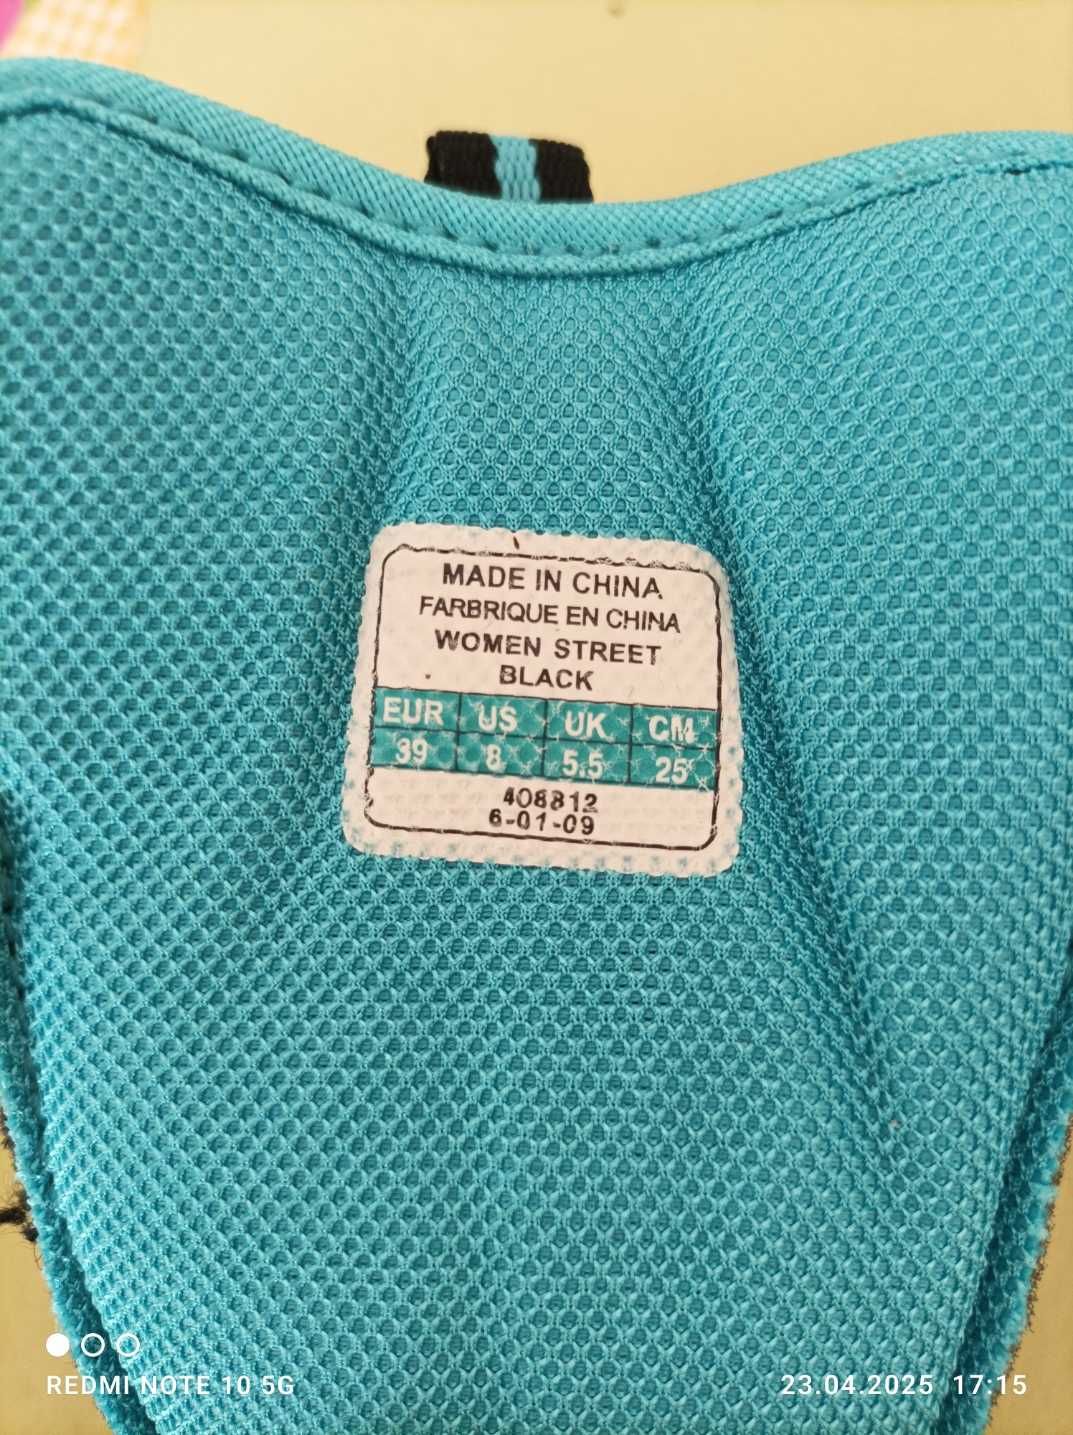 MADE IN CHINA
FARBRIQUE EN CHINA
WOMEN STREET
BLACK
EUR US UK CM
39 8 5.5 25
408812
6-01-09
REDMI NOTE 10 5G
23.04.2025 17:15